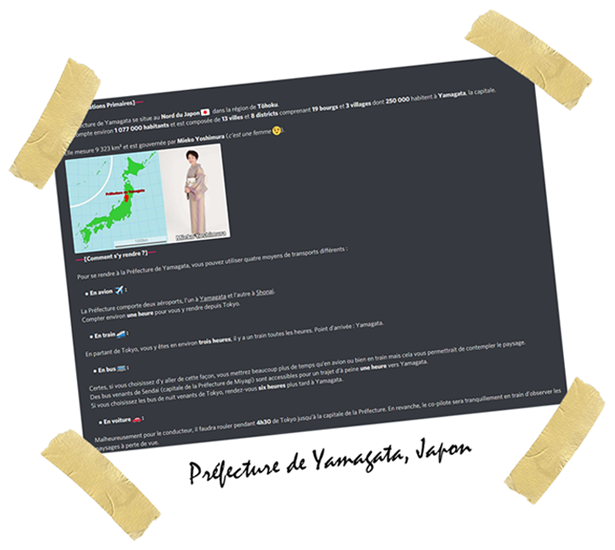 ations Primaires]
fecture de Yamagata se situe au Nord du Japon dans la région de Tōhoku.
compte environ 1 077 000 habitants et est composée de 13 villes et 8 districts comprenant 19 bourgs et 3 villages dont 250 000 habitent à Yamagata, la capitale.
lle mesure 9 323 km² et est gouvernée par Mieko Yoshimura (c'est une femme).
Préfecture de Yamagata
Mieko Yoshimura
[Comment s'y rendre ?]
Pour se rendre à la Préfecture de Yamagata, vous pouvez utiliser quatre moyens de transports différents :
• En avion :
La Préfecture comporte deux aéroports, l'un à Yamagata et l'autre à Shonai.
Compter environ une heure pour vous y rendre depuis Tokyo.
• En train :
En partant de Tokyo, vous y êtes en environ trois heures, il y a un train toutes les heures. Point d'arrivée : Yamagata.
• En bus :
Certes, si vous choisissez d'y aller de cette façon, vous mettrez beaucoup plus de temps qu'en avion ou bien en train mais cela vous permettrait de contempler le paysage.
Des bus venants de Sendai (capitale de la Préfecture de Miyagi) sont accessibles pour un trajet d'à peine une heure vers Yamagata.
Si vous choisissez les bus de nuit venants de Tokyo, rendez-vous six heures plus tard à Yamagata.
• En voiture :
Malheureusement pour le conducteur, il faudra rouler pendant 4h30 de Tokyo jusqu'à la capitale de la Préfecture. En revanche, le co-pilote sera tranquillement en train d'observer les
paysages à perte de vue.
Préfecture de Yamagata, Japon